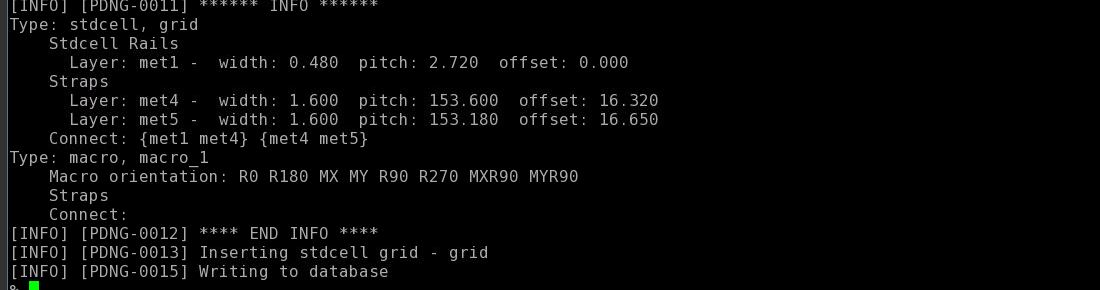 [INFO] [PDNG-0011] ****** INFO ******
Type: stdcell, grid
    Stdcell Rails
      Layer: met1 -  width: 0.480  pitch: 2.720  offset: 0.000
    Straps
      Layer: met4 -  width: 1.600  pitch: 153.600  offset: 16.320
      Layer: met5 -  width: 1.600  pitch: 153.180  offset: 16.650
    Connect: {met1 met4} {met4 met5}
Type: macro, macro_1
    Macro orientation: R0 R180 MX MY R90 R270 MXR90 MYR90
    Straps
    Connect:
[INFO] [PDNG-0012] **** END INFO ****
[INFO] [PDNG-0013] Inserting stdcell grid - grid
[INFO] [PDNG-0015] Writing to database
%